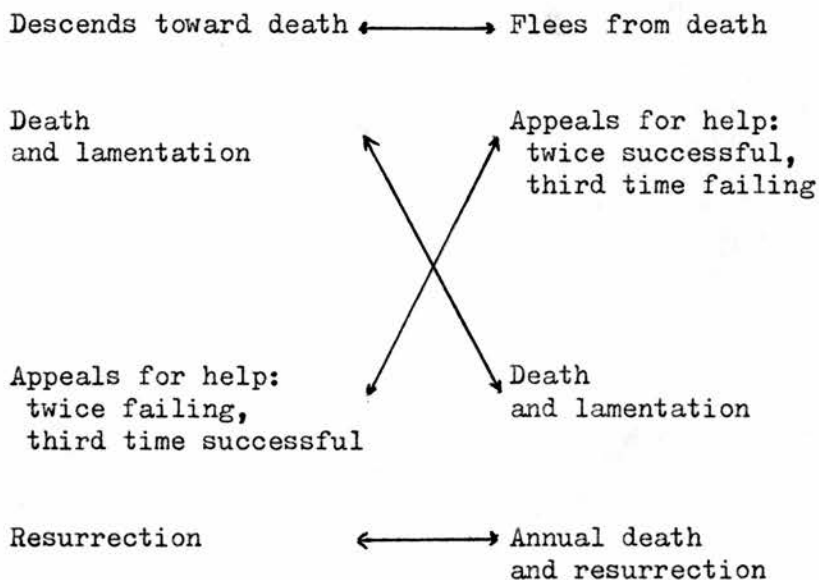 Descends toward death
Flees from death
Death
and lamentation
Appeals for help:
twice successful,
third time failing
Appeals for help:
twice failing,
third time successful
Death
and lamentation
Resurrection
Annual death
and resurrection